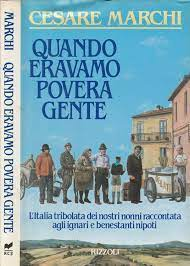 MARCHI QUANDO ERAVAMO POVERA GENTE
CESARE MARCHI
QUANDO
ERAVAMO
POVERA
GENTE
L'Italia tribolata dei nostri nonni raccontata
agli ignari e benestanti nipoti
RIZZOLI